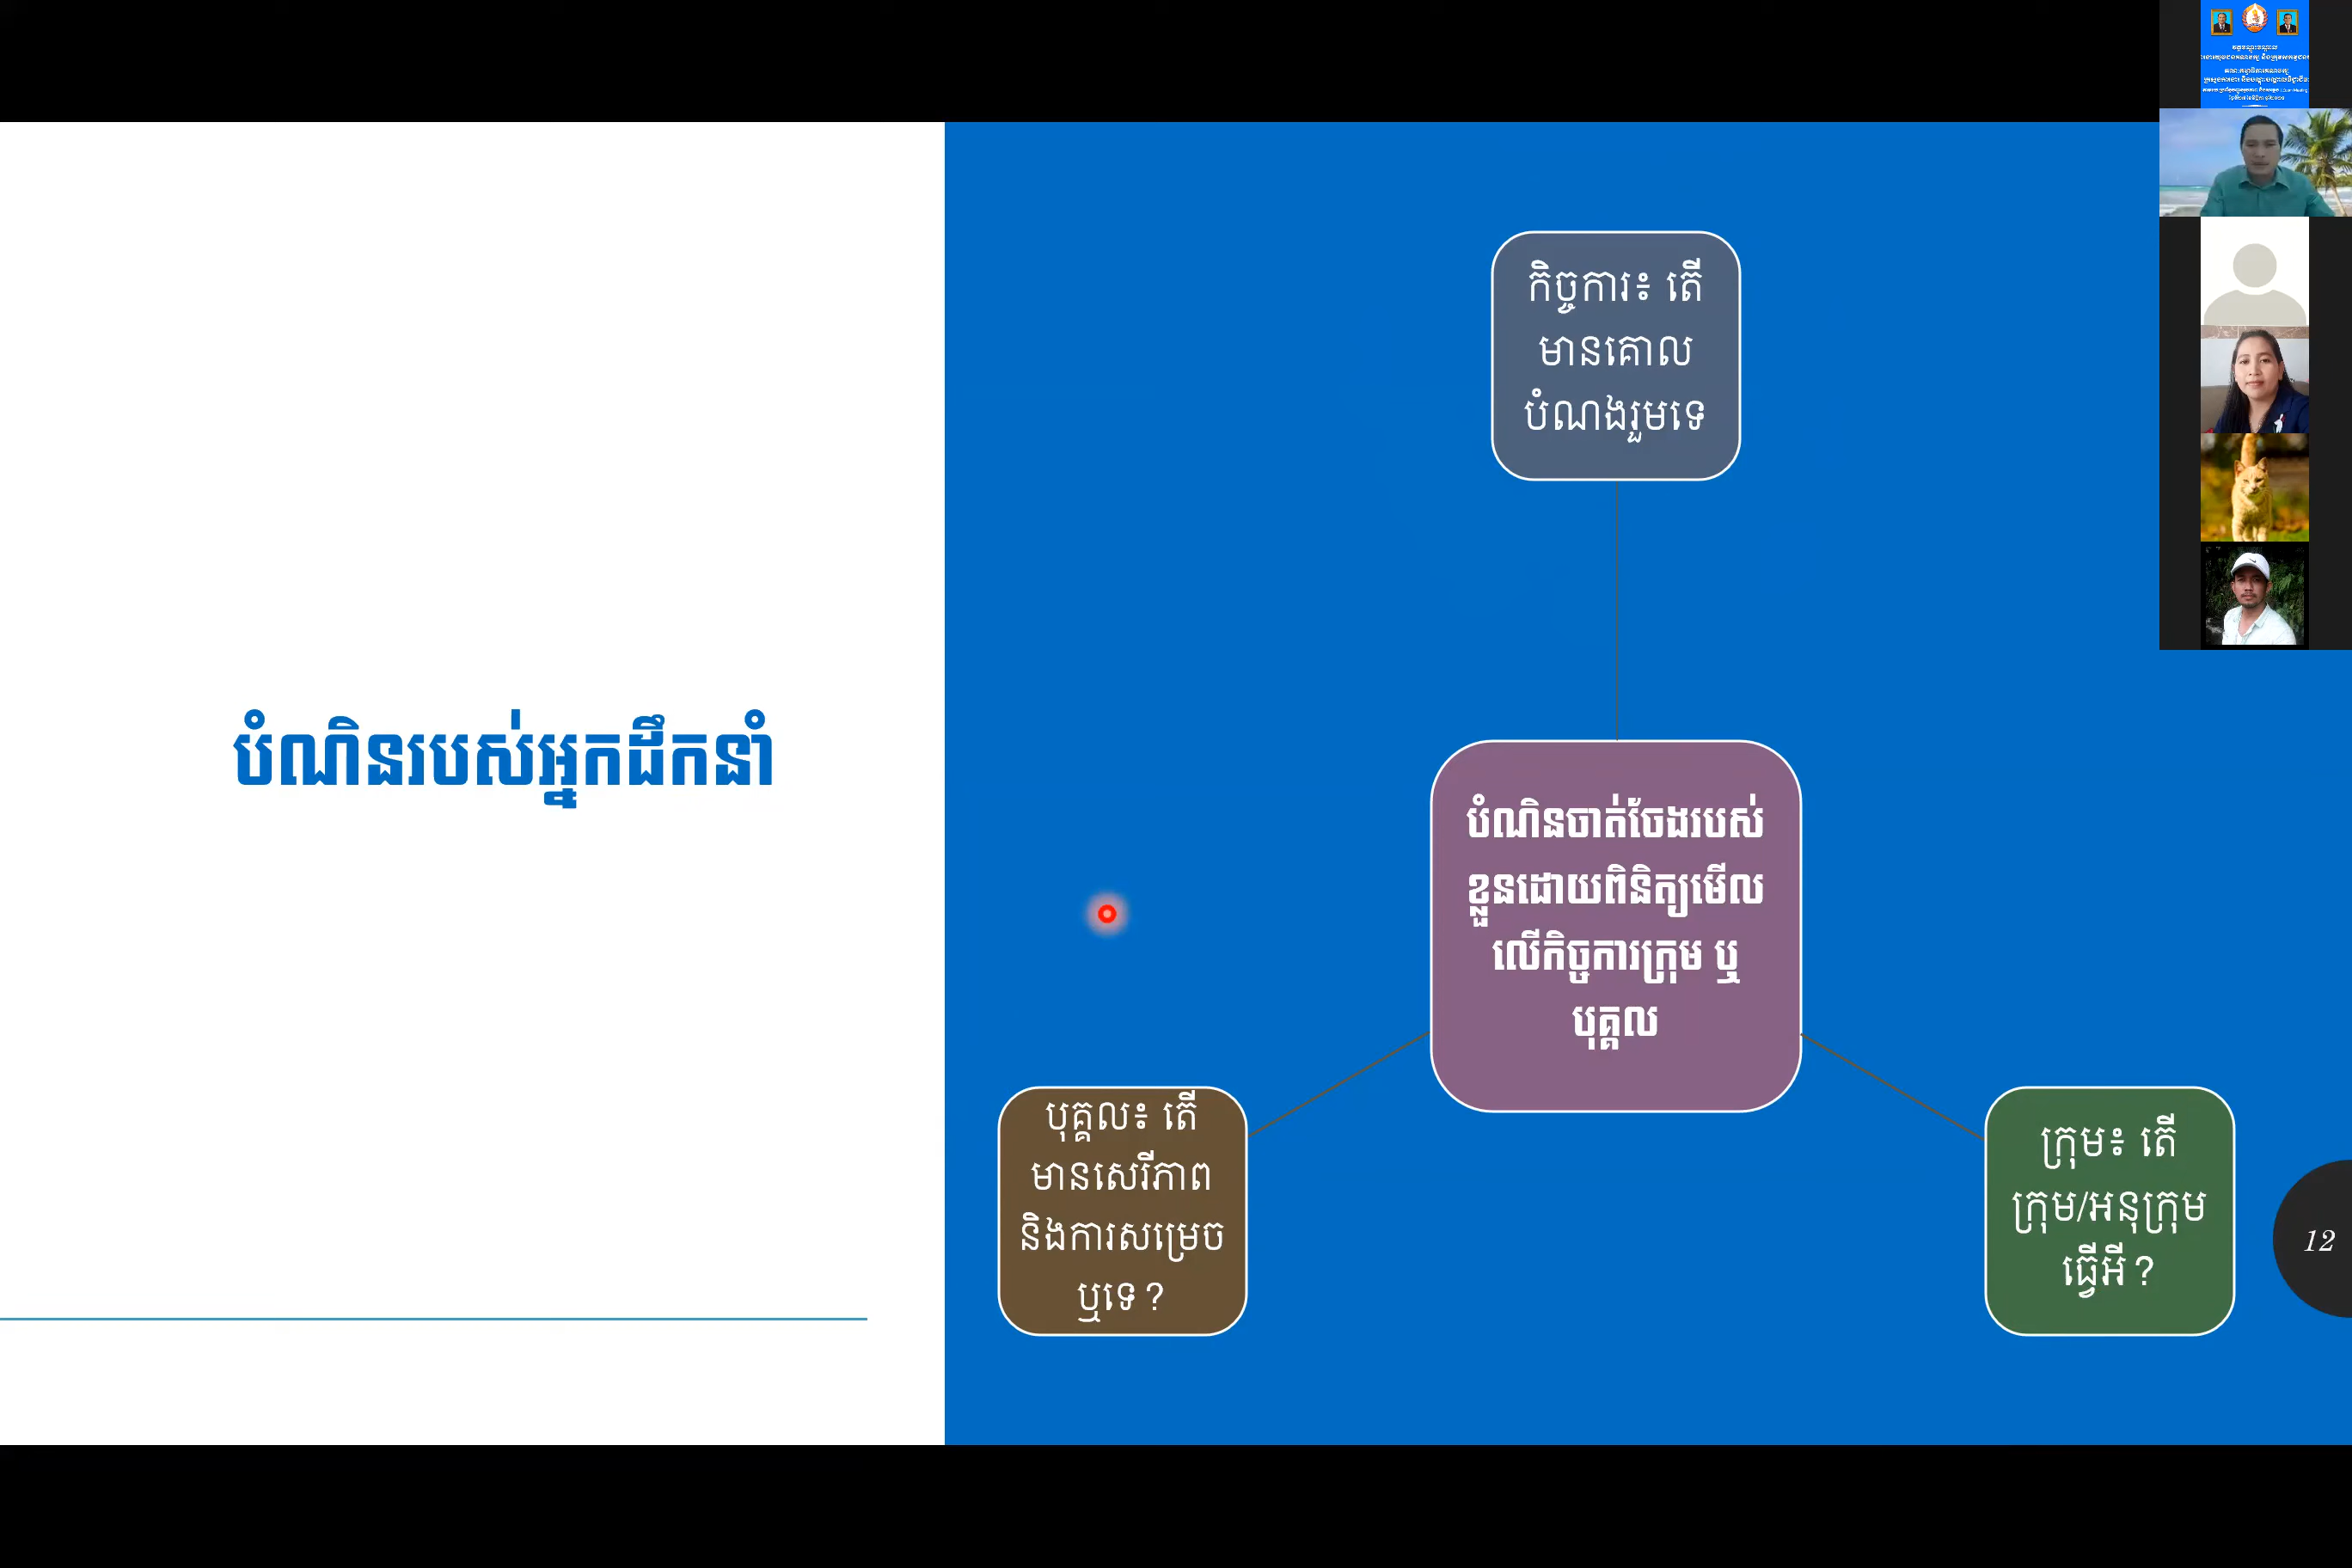 បំណិនរបស់អ្នកដឹកនាំ
កិច្ចការ៖ តើ
មានគោល
បំណងរួមទេ
បំណិនចាត់ចែងរបស់
ខ្លួនដោយពិនិត្យមើល
លើកិច្ចការក្រុម ឬ
បុគ្គល
បុគ្គល៖ តើ
មានសេរីភាព
និងការសម្រេច
ឬទេ?
ក្រុម៖ តើ
ក្រុម/អនុក្រុម
ធ្វើអី?
12